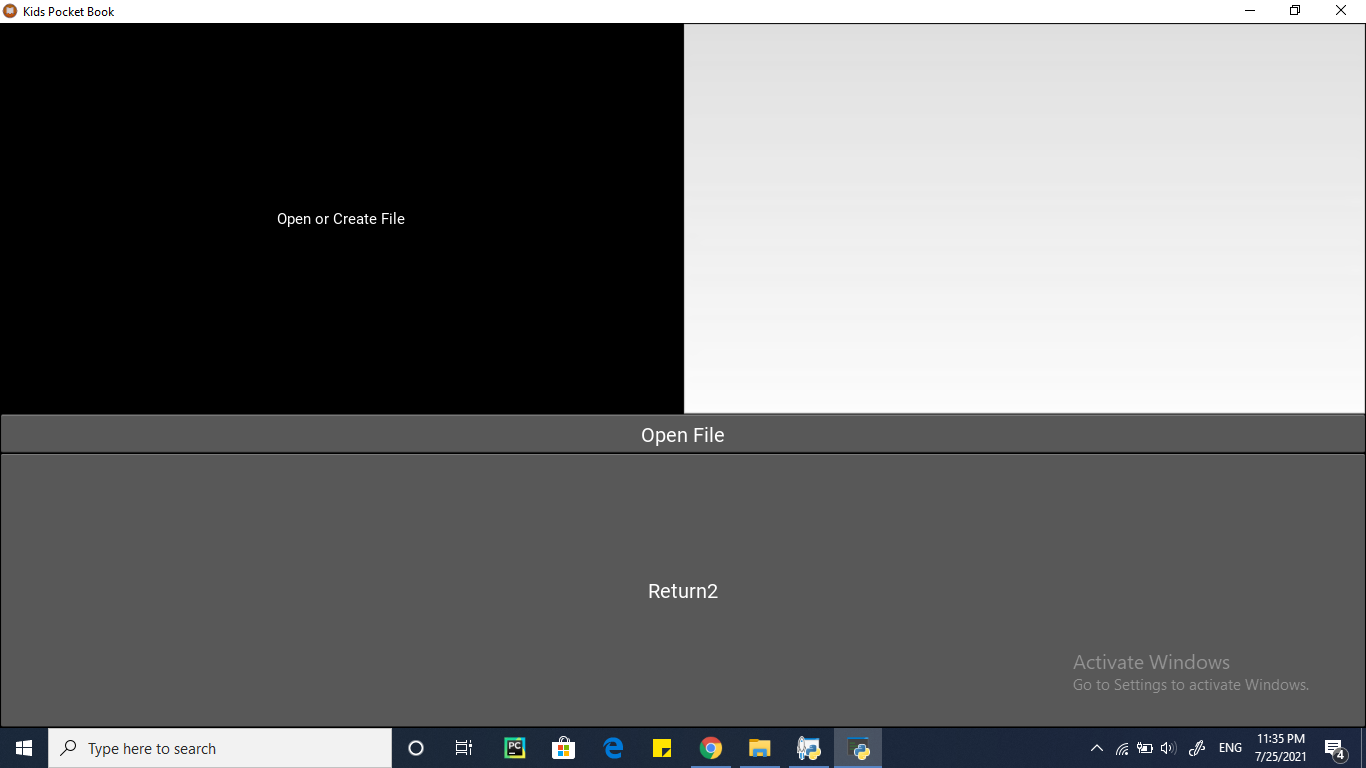 Kids Pocket Book
Open or Create File
Open File
Return2
Activate Windows
Go to Settings to activate Windows.
Type here to search
PC
ENG
11:35 PM
7/25/2021
4